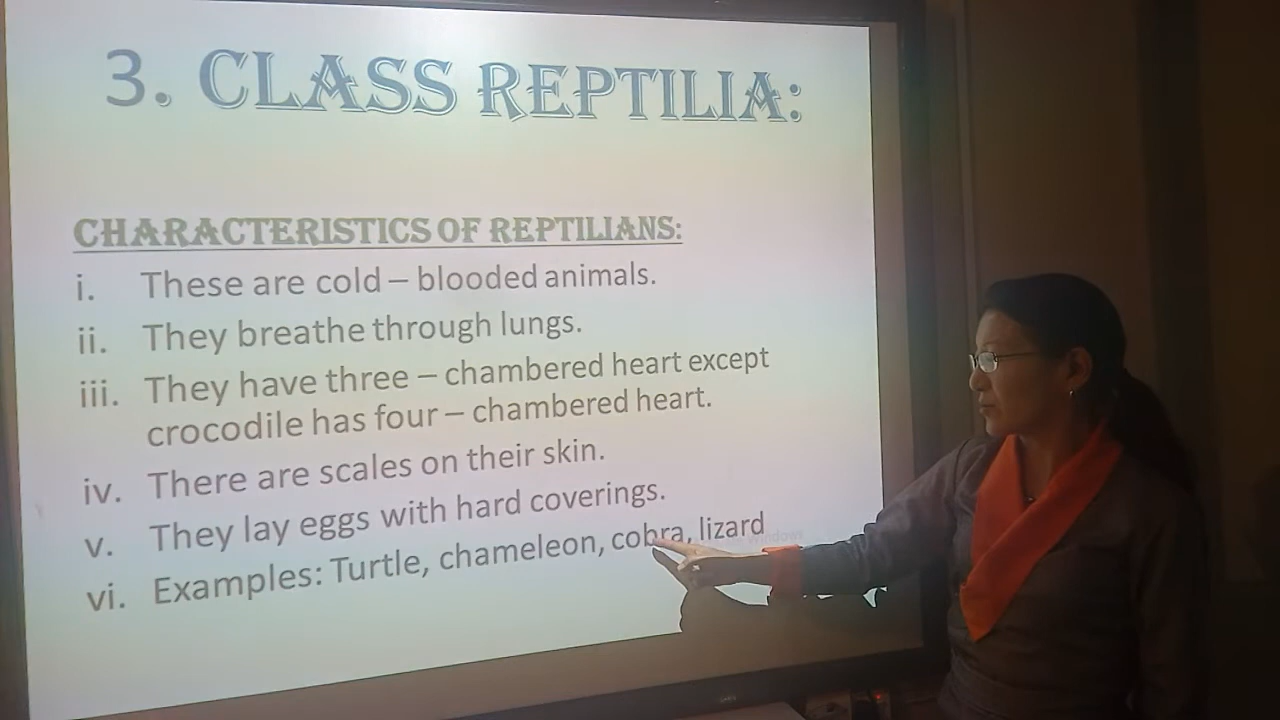 3. CLASS REPTILIA:
CHARACTERISTICS OF REPTILIANS:
i. These are cold – blooded animals.
ii. They breathe through lungs.
iii. They have three – chambered heart except
crocodile has four – chambered heart.
iv. There are scales on their skin.
v. They lay eggs with hard coverings.
vi. Examples: Turtle, chameleon, cobra, lizard